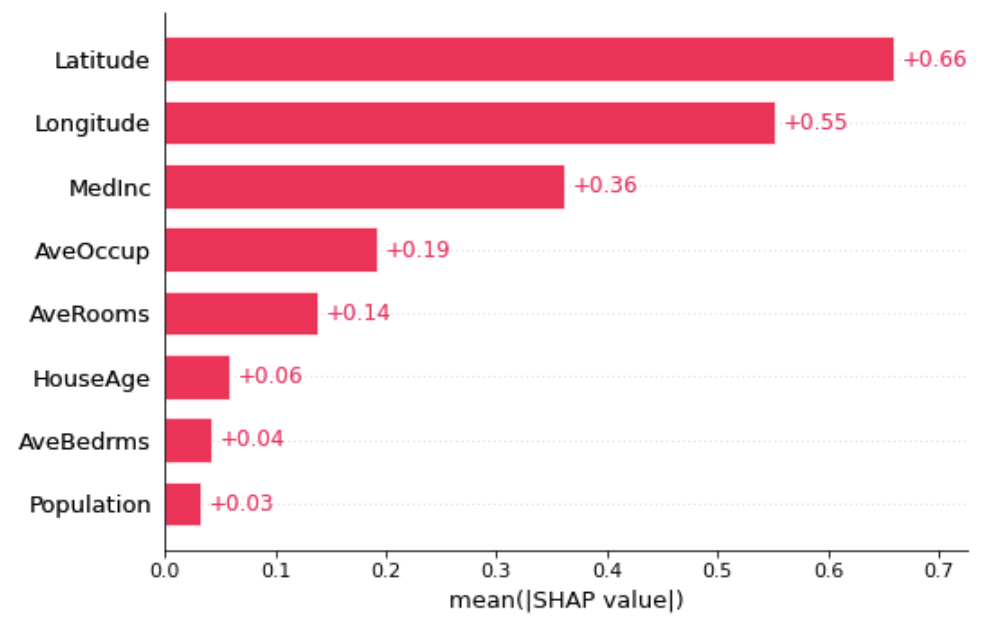 Latitude +0.66
Longitude +0.55
MedInc +0.36
AveOccup +0.19
AveRooms +0.14
HouseAge +0.06
AveBedrms +0.04
Population +0.03
0.0 0.1 0.2 0.3 0.4 0.5 0.6 0.7
mean(|SHAP value|)